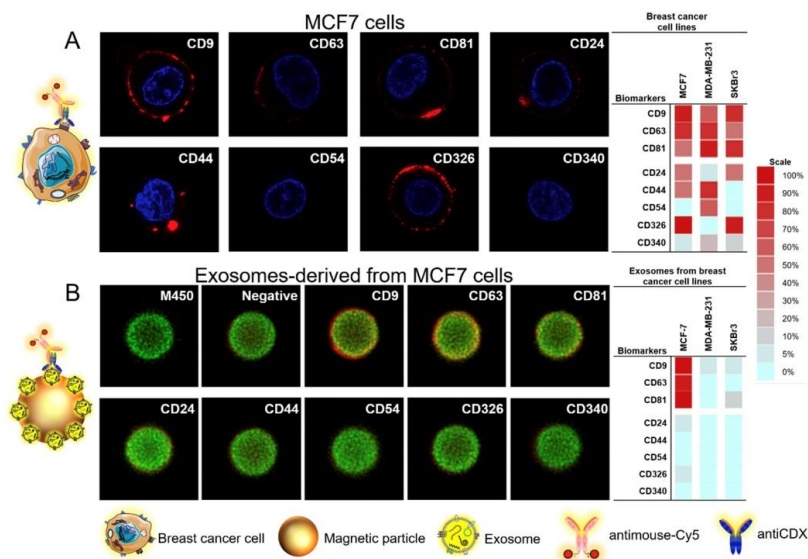 MCF7 cells
A
CD9
CD63
CD81
CD24
CD44
CD54
CD326
CD340
Breast cancer
cell lines
Biomarkers
MCF7
MDA-MB-231
SKBr3
CD9
CD63
CD81
CD24
CD44
CD54
CD326
CD340
Scale
100%
90%
80%
70%
60%
50%
40%
30%
20%
10%
5%
0%
Exosomes-derived from MCF7 cells
B
M450
Negative
CD9
CD63
CD81
CD24
CD44
CD54
CD326
CD340
Exosomes from breast
cancer cell lines
Biomarkers
MCF-7
MDA-MB-231
SKBr3
CD9
CD63
CD81
CD24
CD44
CD54
CD326
CD340
Breast cancer cell
Magnetic particle
Exosome
antimouse-Cy5
antiCDX